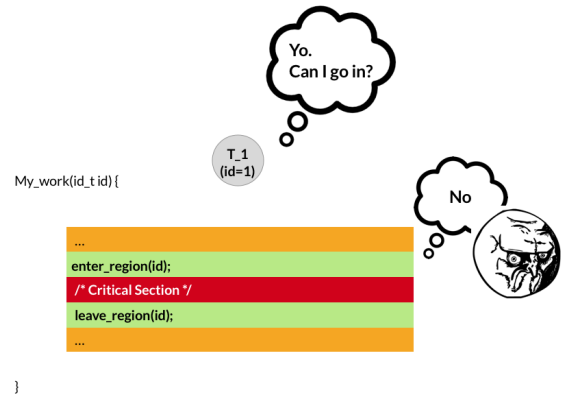 Yo.
Can I go in?
T_1
(id=1)
My_work(id_t id) {
No
...
enter_region(id);
/* Critical Section */
leave_region(id);
...
}